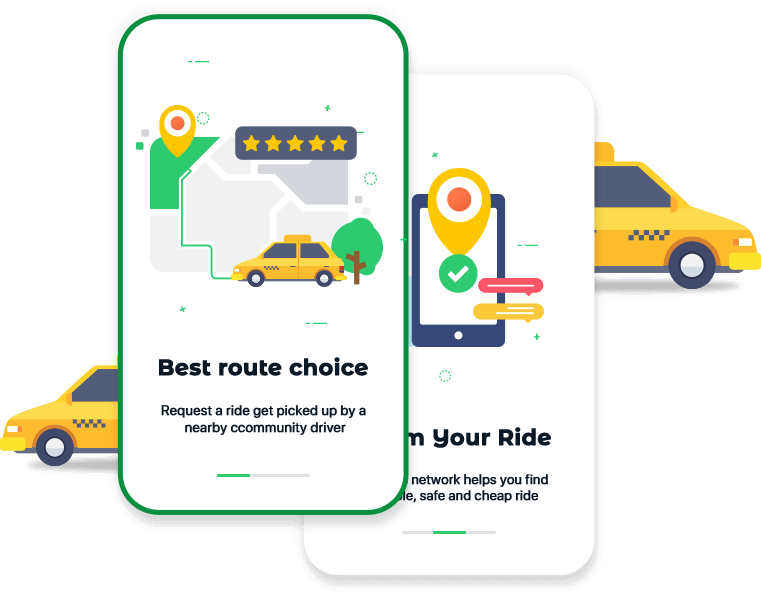 Best route choice
Request a ride get picked up by a
nearby ccommunity driver
Your Ride
network helps you find
safe and cheap ride